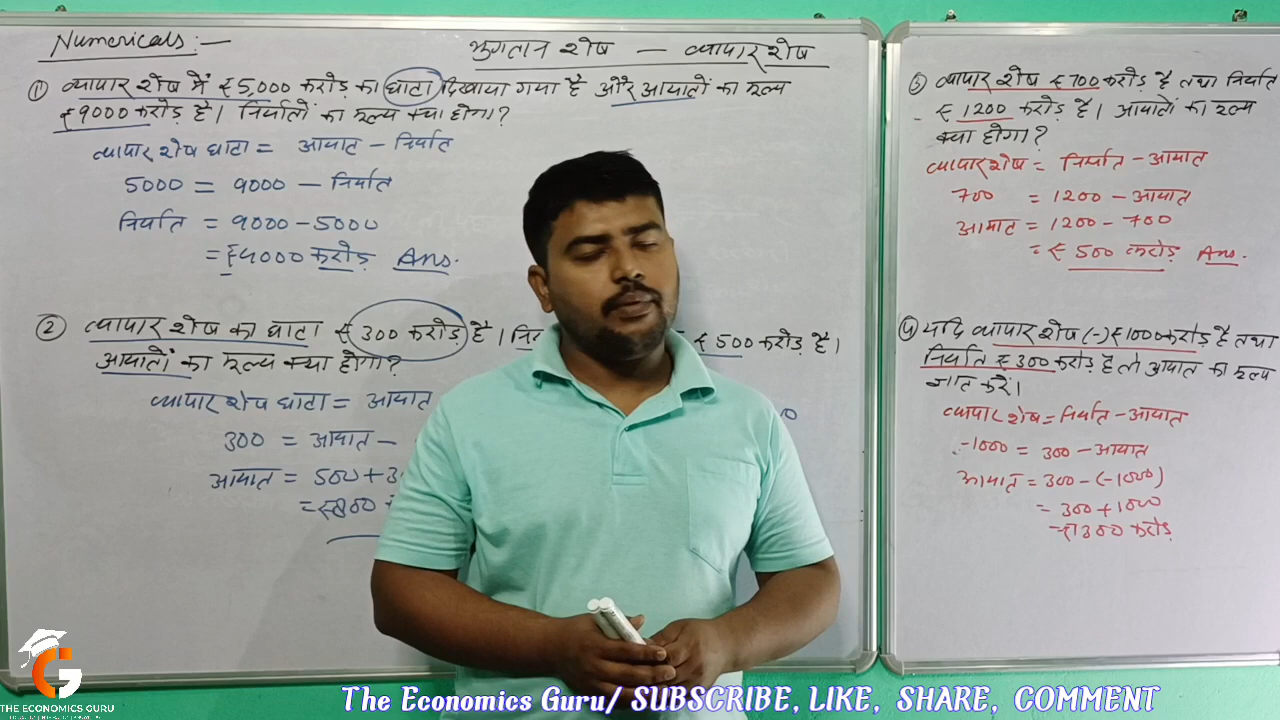 Numericals:—
भुगतान शेष — व्यापार शेष
① व्यापार शेष में ₹5,000 करोड़ का घाटा दिखाया गया है और आयातों का मूल्य
₹9000 करोड़ है। निर्यातों का मूल्य क्या होगा?
व्यापार शेष घाटा = आयात - निर्यात
5000 = 9000 - निर्यात
निर्यात = 9000-5000
= ₹4000 करोड़ Ans.
② व्यापार शेष का घाटा ₹ 300 करोड़ है। ₹ 500 करोड़ है।
आयातों का मूल्य क्या होगा?
व्यापार शेष घाटा = आयात
300 = आयात -
आयात = 500 + 3
= ₹800
③ व्यापार शेष ₹700 करोड़ है तथा निर्यात
₹ 1200 करोड़ है। आयातों का मूल्य
क्या होगा?
व्यापार शेष = निर्यात - आयात
700 = 1200 - आयात
आयात = 1200 - 700
= ₹ 500 करोड़ Ans.
④ यदि व्यापार शेष (-) ₹1000 करोड़ है तथा
निर्यात ₹ 300 करोड़ है तो आयात का मूल्य
ज्ञात करें।
व्यापार शेष = निर्यात - आयात
-1000 = 300 - आयात
आयात = 300 - (-1000)
= 300 + 1000
= ₹1300 करोड़
THE ECONOMICS GURU
The Economics Guru/ SUBSCRIBE, LIKE, SHARE, COMMENT